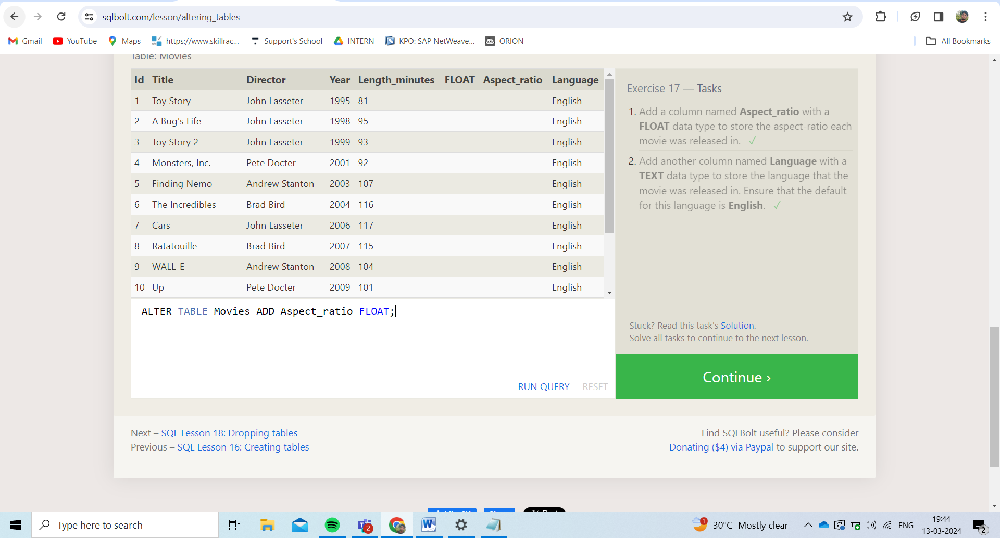 sqlbolt.com/lesson/altering_tables
Gmail YouTube Maps https://www.skillrac... Support's School INTERN KPO: SAP NetWeave... ORION All Bookmarks
Table: Movies
Id Title Director Year Length_minutes FLOAT Aspect_ratio Language
1 Toy Story John Lasseter 1995 81 English
2 A Bug's Life John Lasseter 1998 95 English
3 Toy Story 2 John Lasseter 1999 93 English
4 Monsters, Inc. Pete Docter 2001 92 English
5 Finding Nemo Andrew Stanton 2003 107 English
6 The Incredibles Brad Bird 2004 116 English
7 Cars John Lasseter 2006 117 English
8 Ratatouille Brad Bird 2007 115 English
9 WALL-E Andrew Stanton 2008 104 English
10 Up Pete Docter 2009 101 English
ALTER TABLE Movies ADD Aspect_ratio FLOAT;
RUN QUERY RESET
Exercise 17 — Tasks
1. Add a column named Aspect_ratio with a
FLOAT data type to store the aspect-ratio each
movie was released in. ✓
2. Add another column named Language with a
TEXT data type to store the language that the
movie was released in. Ensure that the default
for this language is English. ✓
Stuck? Read this task's Solution.
Solve all tasks to continue to the next lesson.
Continue ›
Next – SQL Lesson 18: Dropping tables
Previous – SQL Lesson 16: Creating tables
Find SQLBolt useful? Please consider
Donating ($4) via Paypal to support our site.
Type here to search
2
1
30°C Mostly clear
ENG
19:44
13-03-2024
2